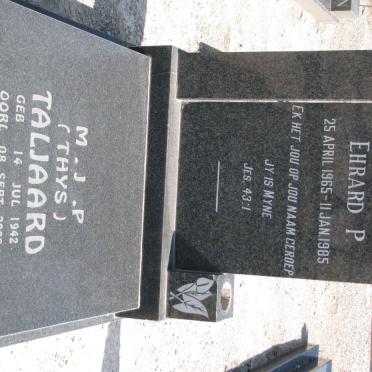 EHRARD P
25 APRIL 1965 - 11 JAN 1985
EK HET JOU OP JOU NAAM GEROEP
JY IS MYNE
JES. 43:1
M.J.P
(THYS)
TALJAARD
GEB 14 JUL 1942
OORL 08 SEPT